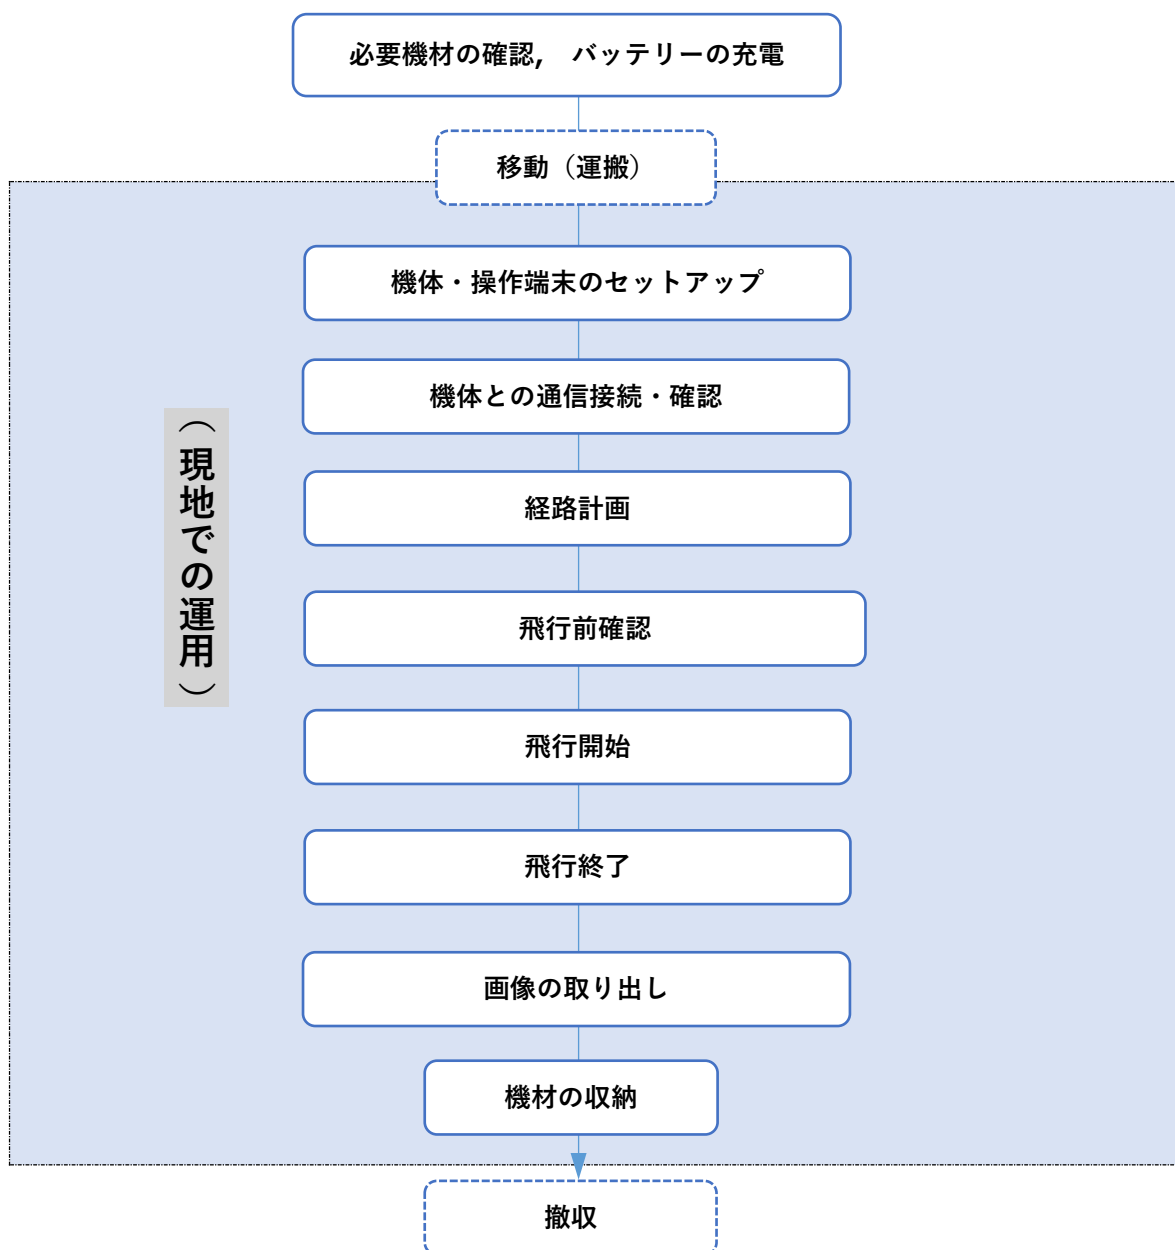 必要機材の確認,　バッテリーの充電
移動（運搬）
機体・操作端末のセットアップ
機体との通信接続・確認
（現地での運用）
経路計画
飛行前確認
飛行開始
飛行終了
画像の取り出し
機材の収納
撤収